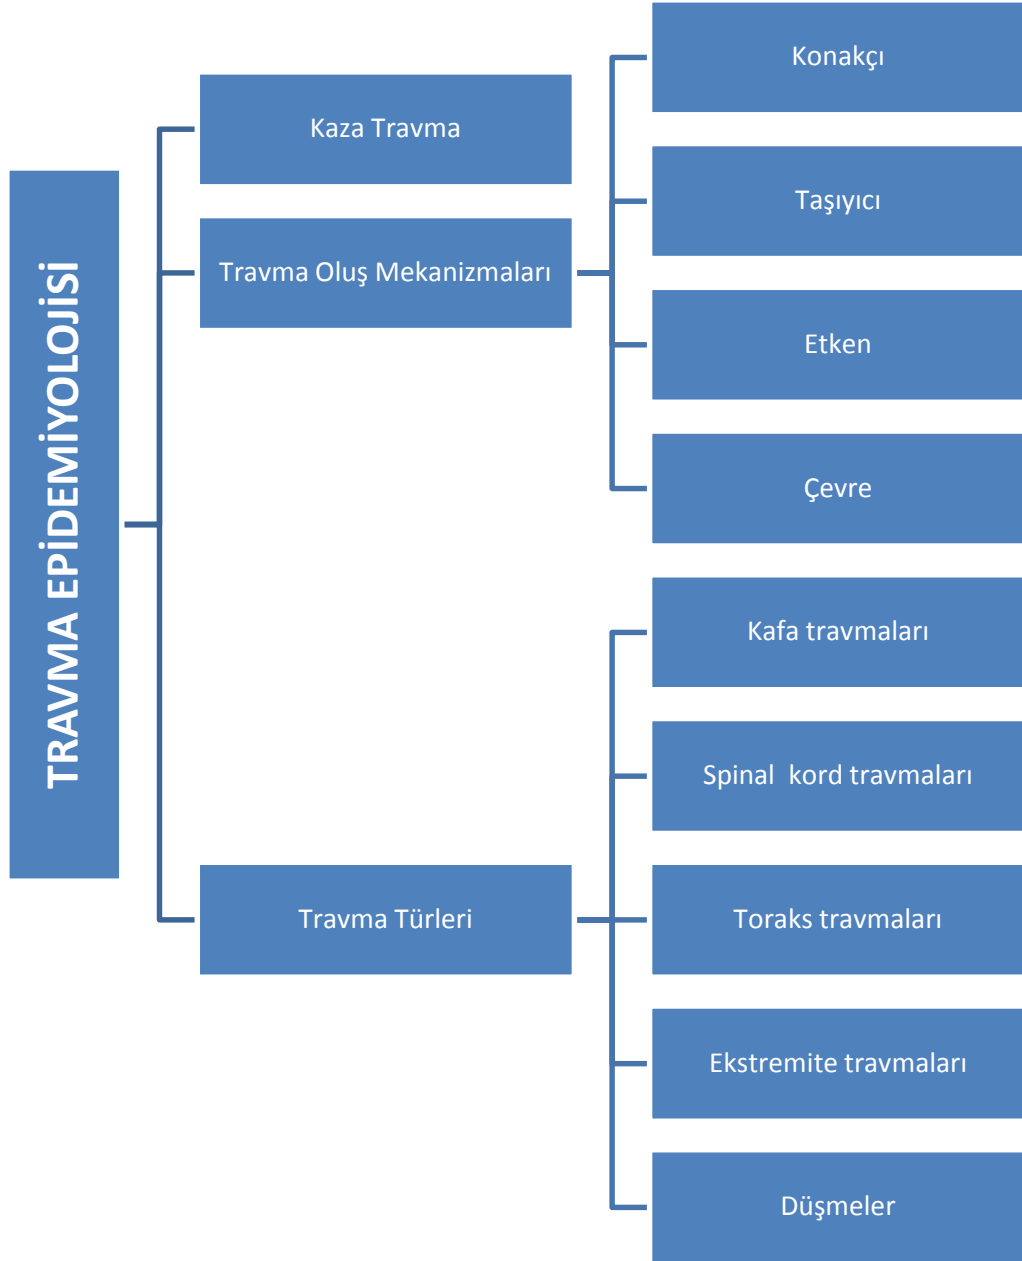 TRAVMA EPİDEMİYOLOJİSİ
Kaza Travma
Travma Oluş Mekanizmaları
Konakçı
Taşıyıcı
Etken
Çevre
Travma Türleri
Kafa travmaları
Spinal  kord travmaları
Toraks travmaları
Ekstremite travmaları
Düşmeler